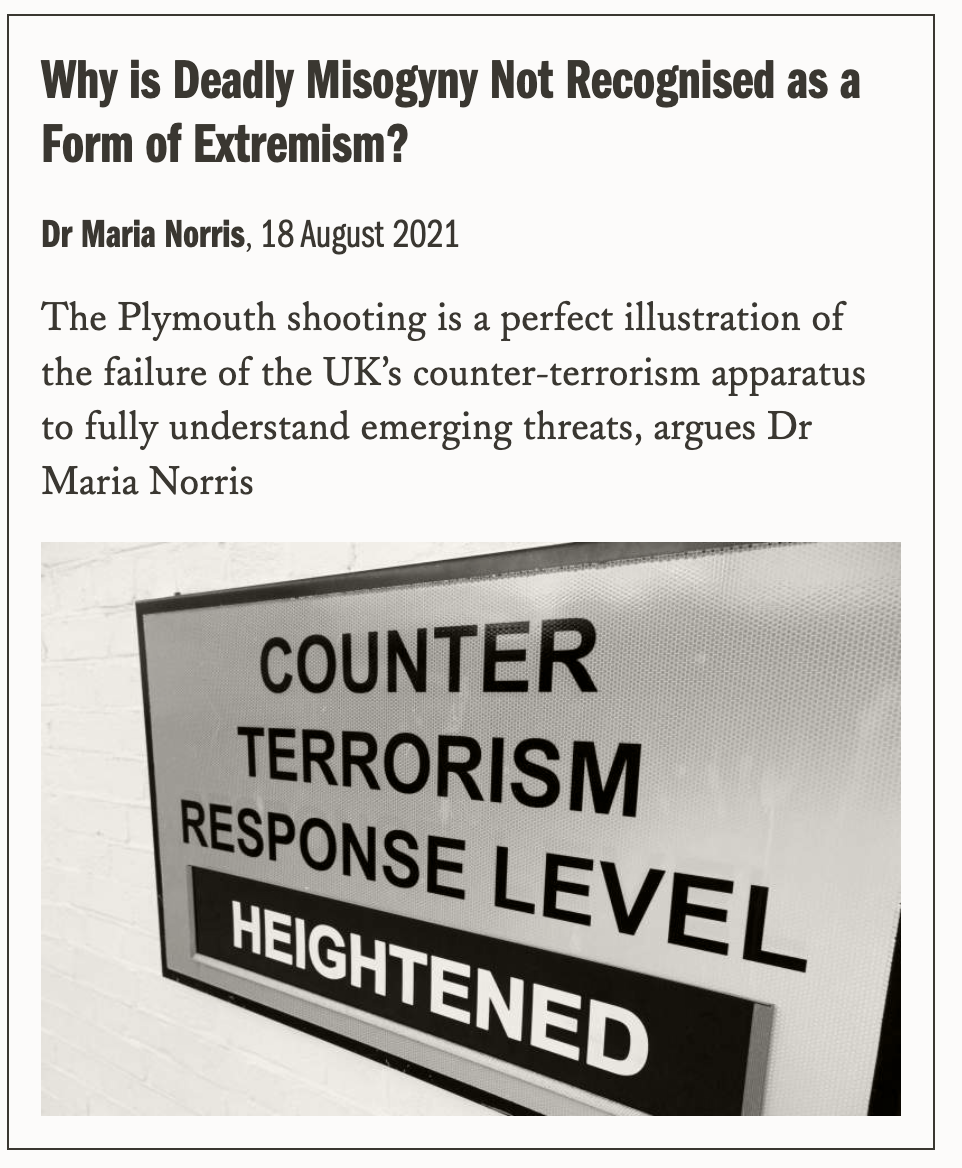 Why is Deadly Misogyny Not Recognised as a
Form of Extremism?
Dr Maria Norris, 18 August 2021
The Plymouth shooting is a perfect illustration of
the failure of the UK’s counter-terrorism apparatus
to fully understand emerging threats, argues Dr
Maria Norris
COUNTER
TERRORISM
RESPONSE LEVEL
HEIGHTENED